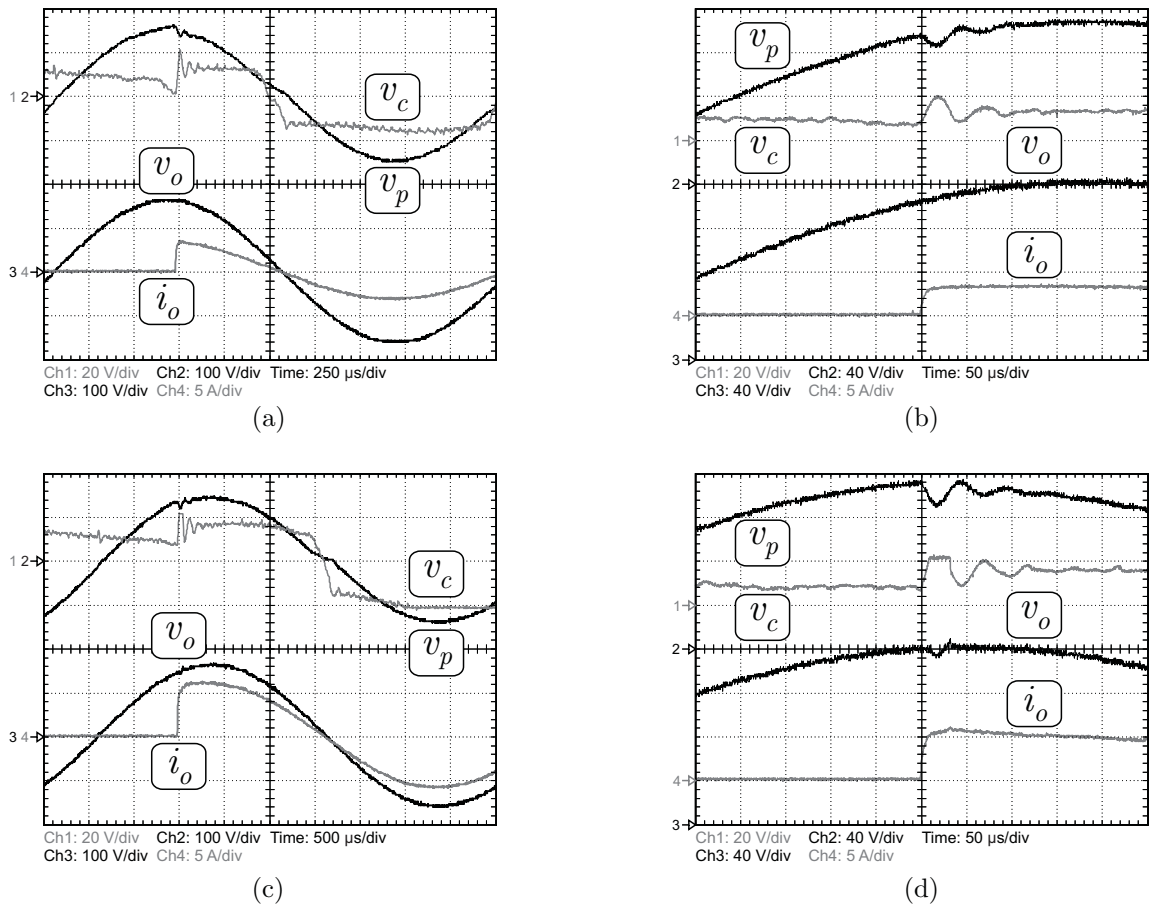 1 2
v_c
v_o
v_p
3 4
i_o
Ch1: 20 V/div Ch2: 100 V/div Time: 250 µs/div
Ch3: 100 V/div Ch4: 5 A/div
(a)
v_p
1
v_c
v_o
2
i_o
4
3
Ch1: 20 V/div Ch2: 40 V/div Time: 50 µs/div
Ch3: 40 V/div Ch4: 5 A/div
(b)
1 2
v_c
v_o
v_p
3 4
i_o
Ch1: 20 V/div Ch2: 100 V/div Time: 500 µs/div
Ch3: 100 V/div Ch4: 5 A/div
(c)
v_p
1
v_c
v_o
2
i_o
4
3
Ch1: 20 V/div Ch2: 40 V/div Time: 50 µs/div
Ch3: 40 V/div Ch4: 5 A/div
(d)